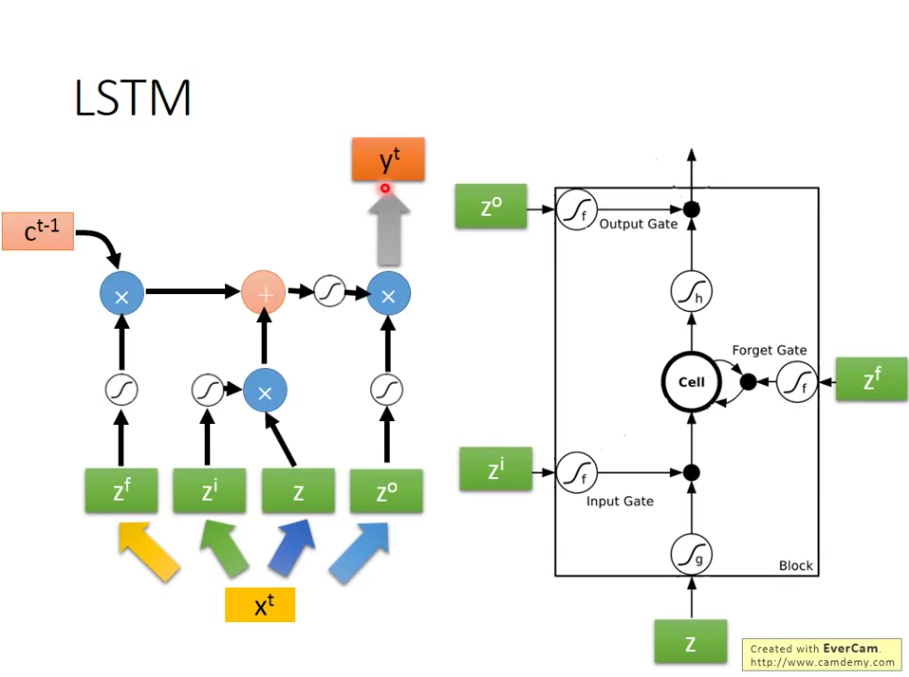 LSTM
y^t
c^t-1
×
+
×
×
z^f
z^i
z
z^o
x^t
z^o
f
Output Gate
h
Forget Gate
Cell
f
z^f
z^i
f
Input Gate
g
Block
z
Created with EverCam.
http://www.camdemy.com